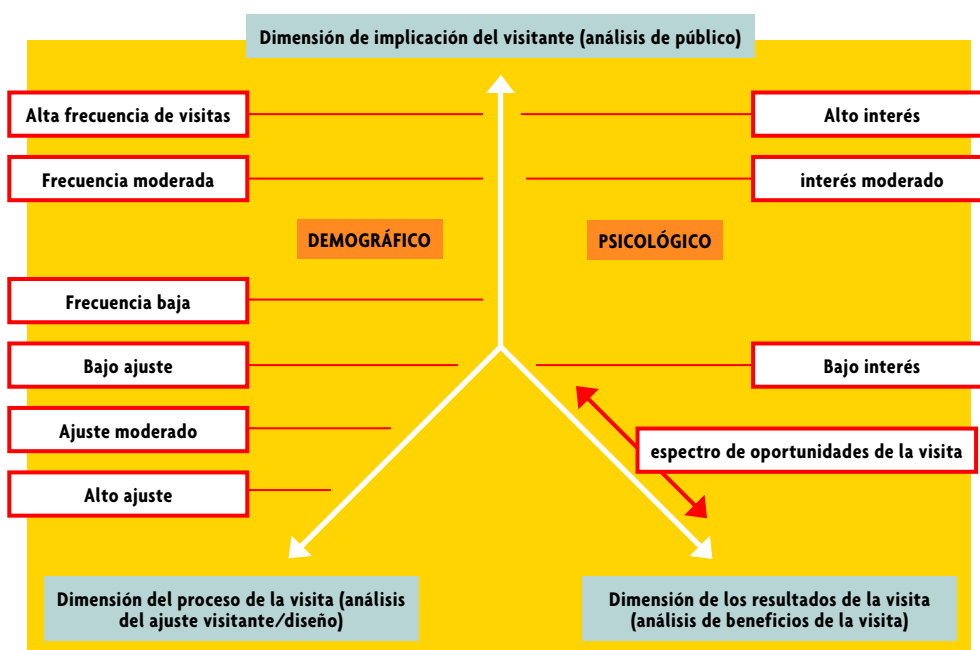 Dimensión de implicación del visitante (análisis de público)
Alta frecuencia de visitas
Alto interés
Frecuencia moderada
interés moderado
DEMOGRÁFICO
PSICOLÓGICO
Frecuencia baja
Bajo ajuste
Bajo interés
Ajuste moderado
espectro de oportunidades de la visita
Alto ajuste
Dimensión del proceso de la visita (análisis
del ajuste visitante/diseño)
Dimensión de los resultados de la visita
(análisis de beneficios de la visita)